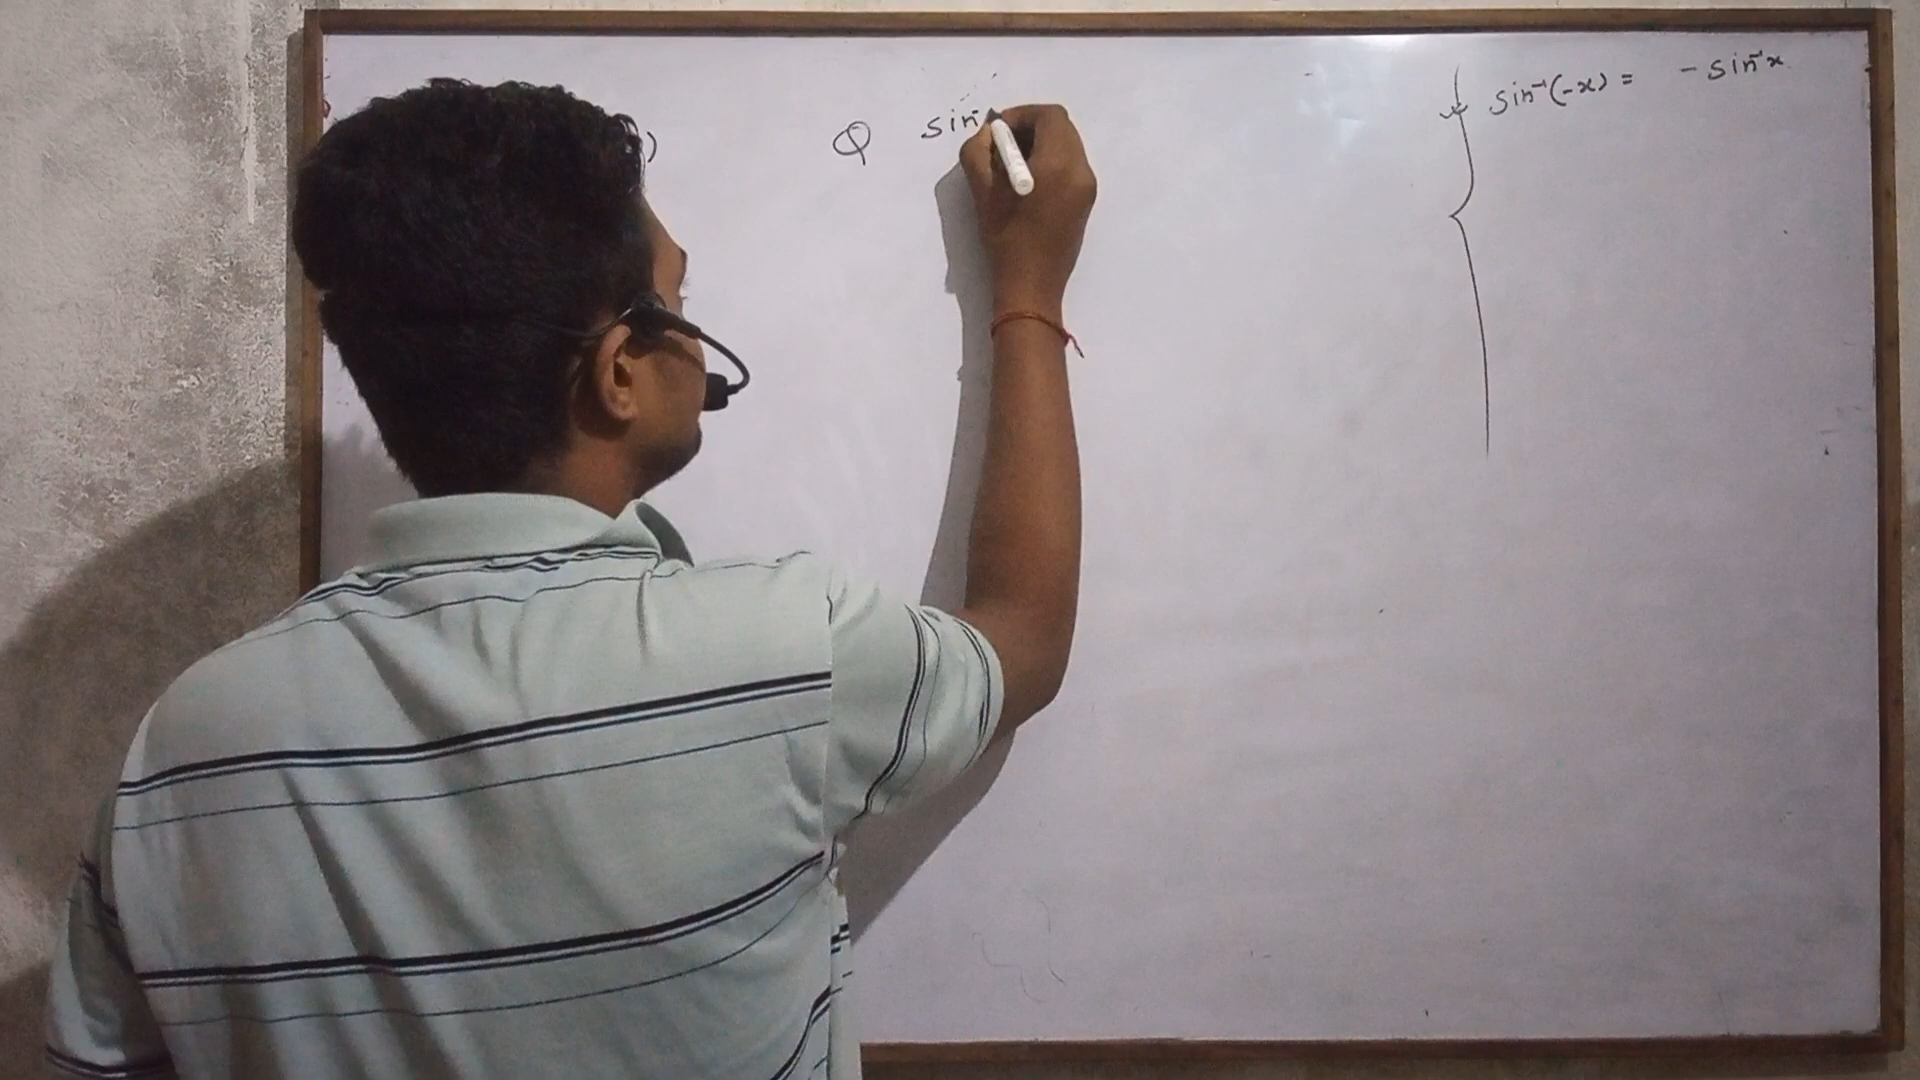 )
Q sin⁻
sin⁻¹(-x) = - sin⁻¹x